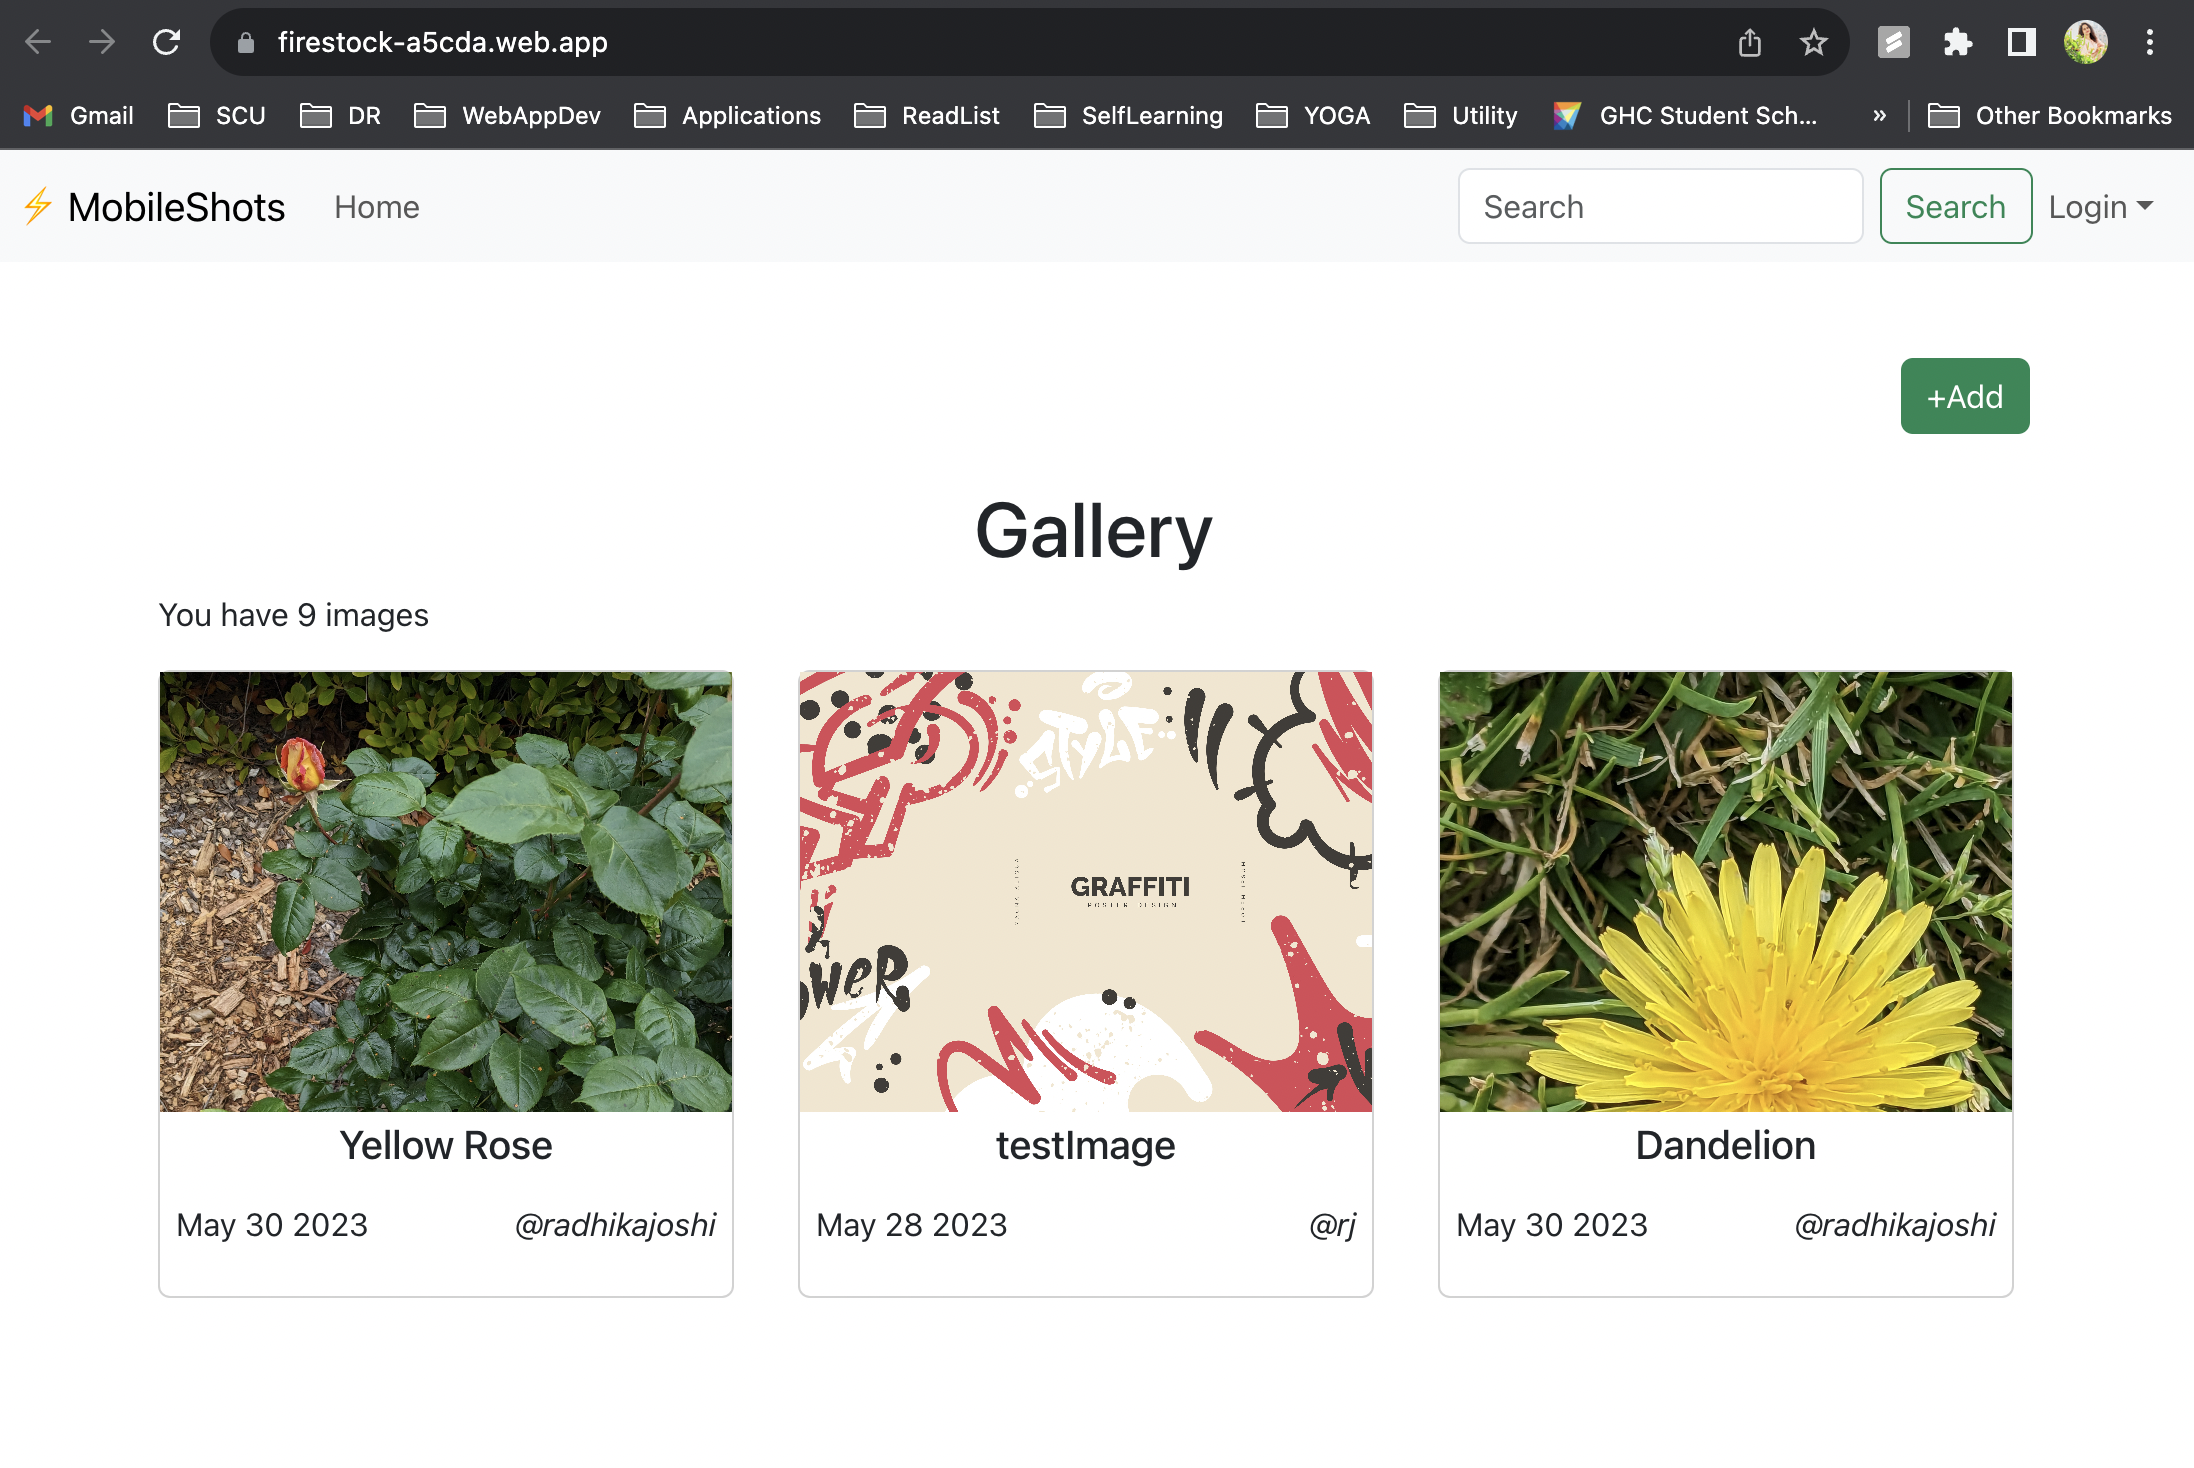 firestock-a5cda.web.app
Gmail SCU DR WebAppDev Applications ReadList SelfLearning YOGA Utility GHC Student Sch... » Other Bookmarks
⚡ MobileShots Home Search Search Login
+Add
Gallery
You have 9 images
STYLE
GRAFFITI
POSTER DESIGN
Yellow Rose testImage Dandelion
May 30 2023 @radhikajoshi May 28 2023 @rj May 30 2023 @radhikajoshi